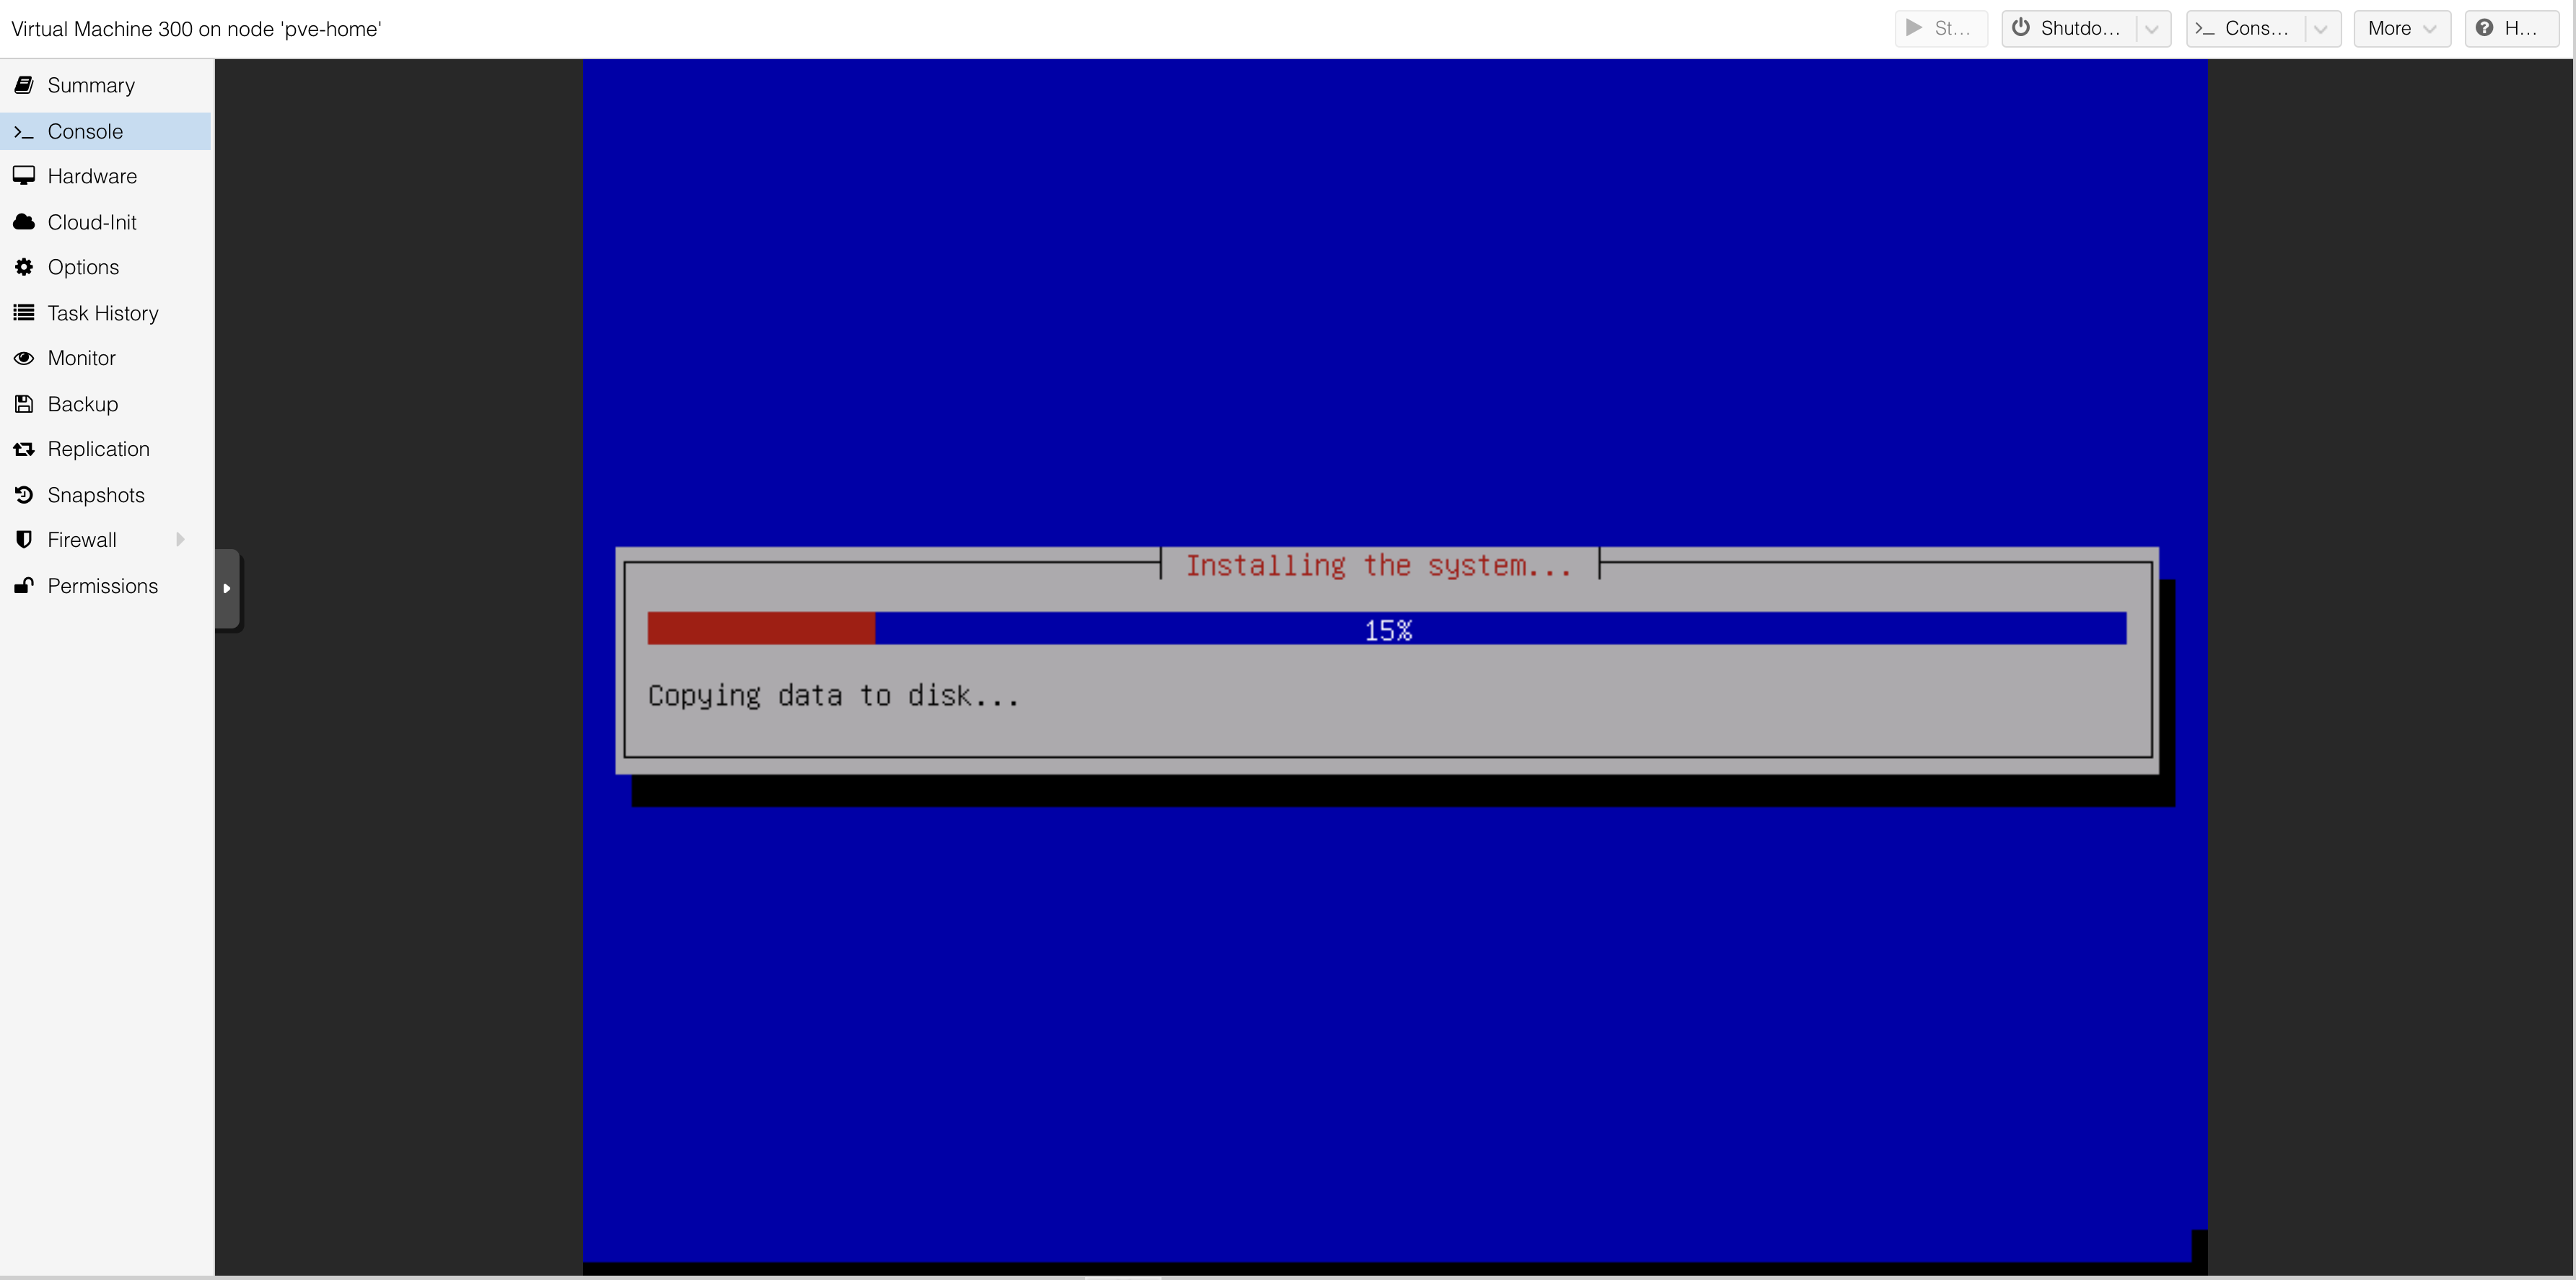 Virtual Machine 300 on node 'pve-home'
St...
Shutdo...
Cons...
More
H...
Summary
Console
Hardware
Cloud-Init
Options
Task History
Monitor
Backup
Replication
Snapshots
Firewall
Permissions
Installing the system...
15%
Copying data to disk...